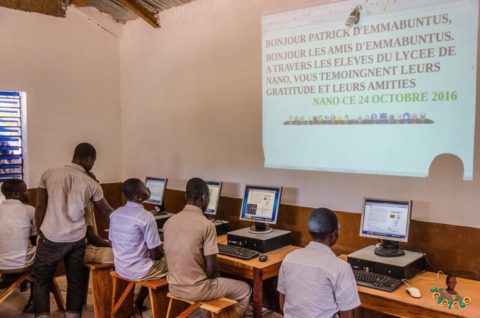 BONJOUR PATRICK D'EMMABUNTUS,
BONJOUR LES AMIS D'EMMABUNTUS.
A TRAVERS LES ELEVES DU LYCEE DE
NANO, VOUS TEMOINGNENT LEURS
GRATITUDE ET LEURS AMITIES
NANO CE 24 OCTOBRE 2016